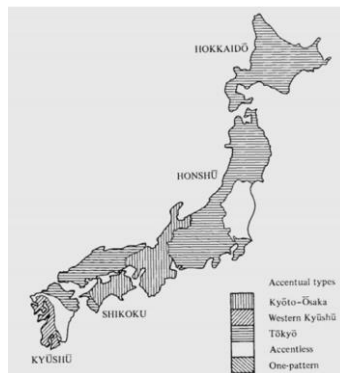 HOKKAIDŌ
HONSHŪ
SHIKOKU
KYŪSHŪ
Accentual types
Kyōto–Ōsaka
Western Kyūshū
Tōkyō
Accentless
One-pattern